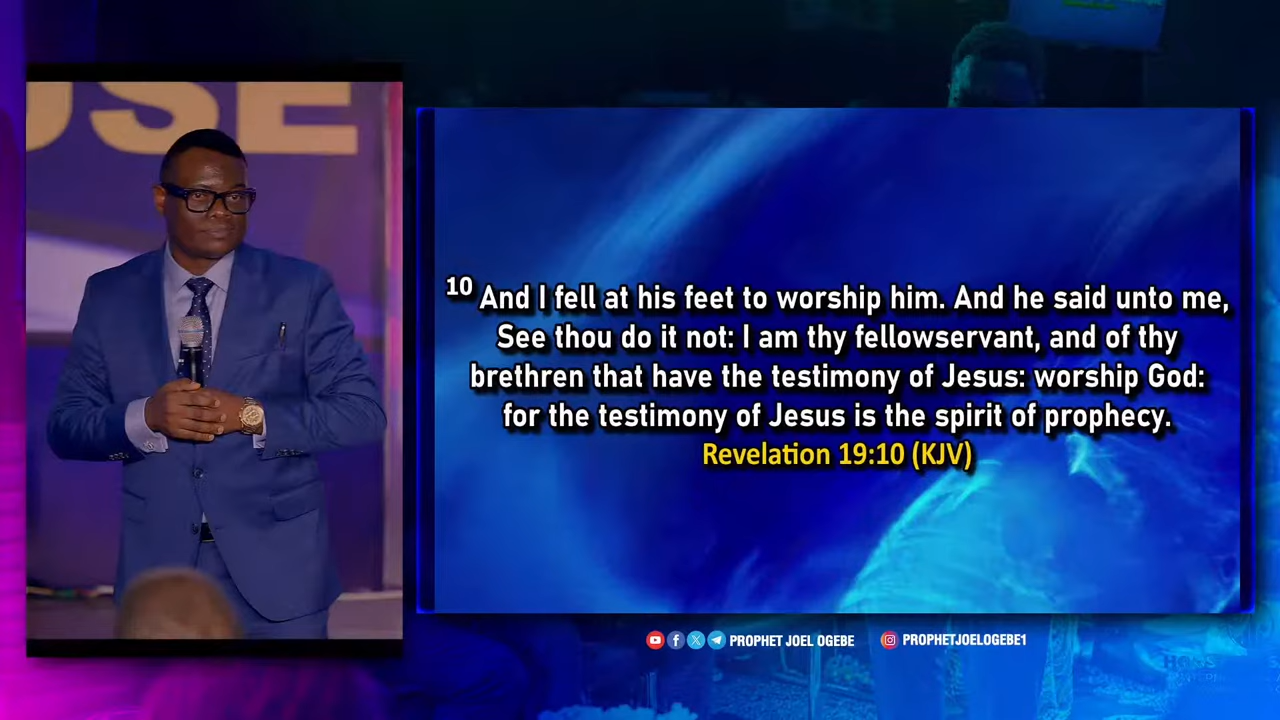 USE
10 And I fell at his feet to worship him. And he said unto me,
See thou do it not: I am thy fellowservant, and of thy
brethren that have the testimony of Jesus: worship God:
for the testimony of Jesus is the spirit of prophecy.
Revelation 19:10 (KJV)
PROPHET JOEL OGEBE
PROPHETJOELOGEBE1